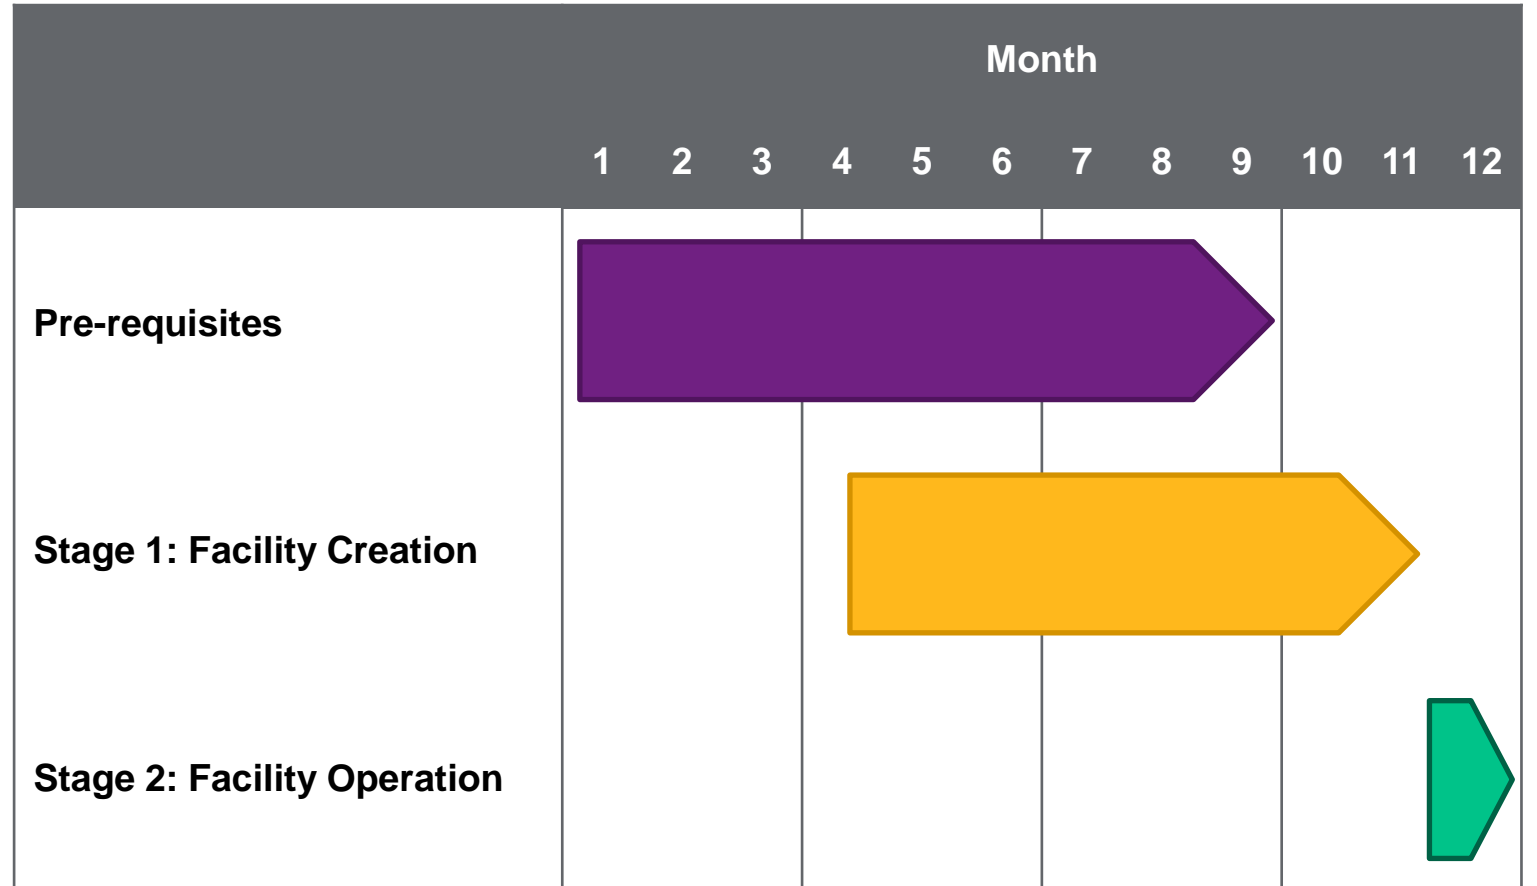 Month
1 2 3 4 5 6 7 8 9 10 11 12
Pre-requisites
Stage 1: Facility Creation
Stage 2: Facility Operation